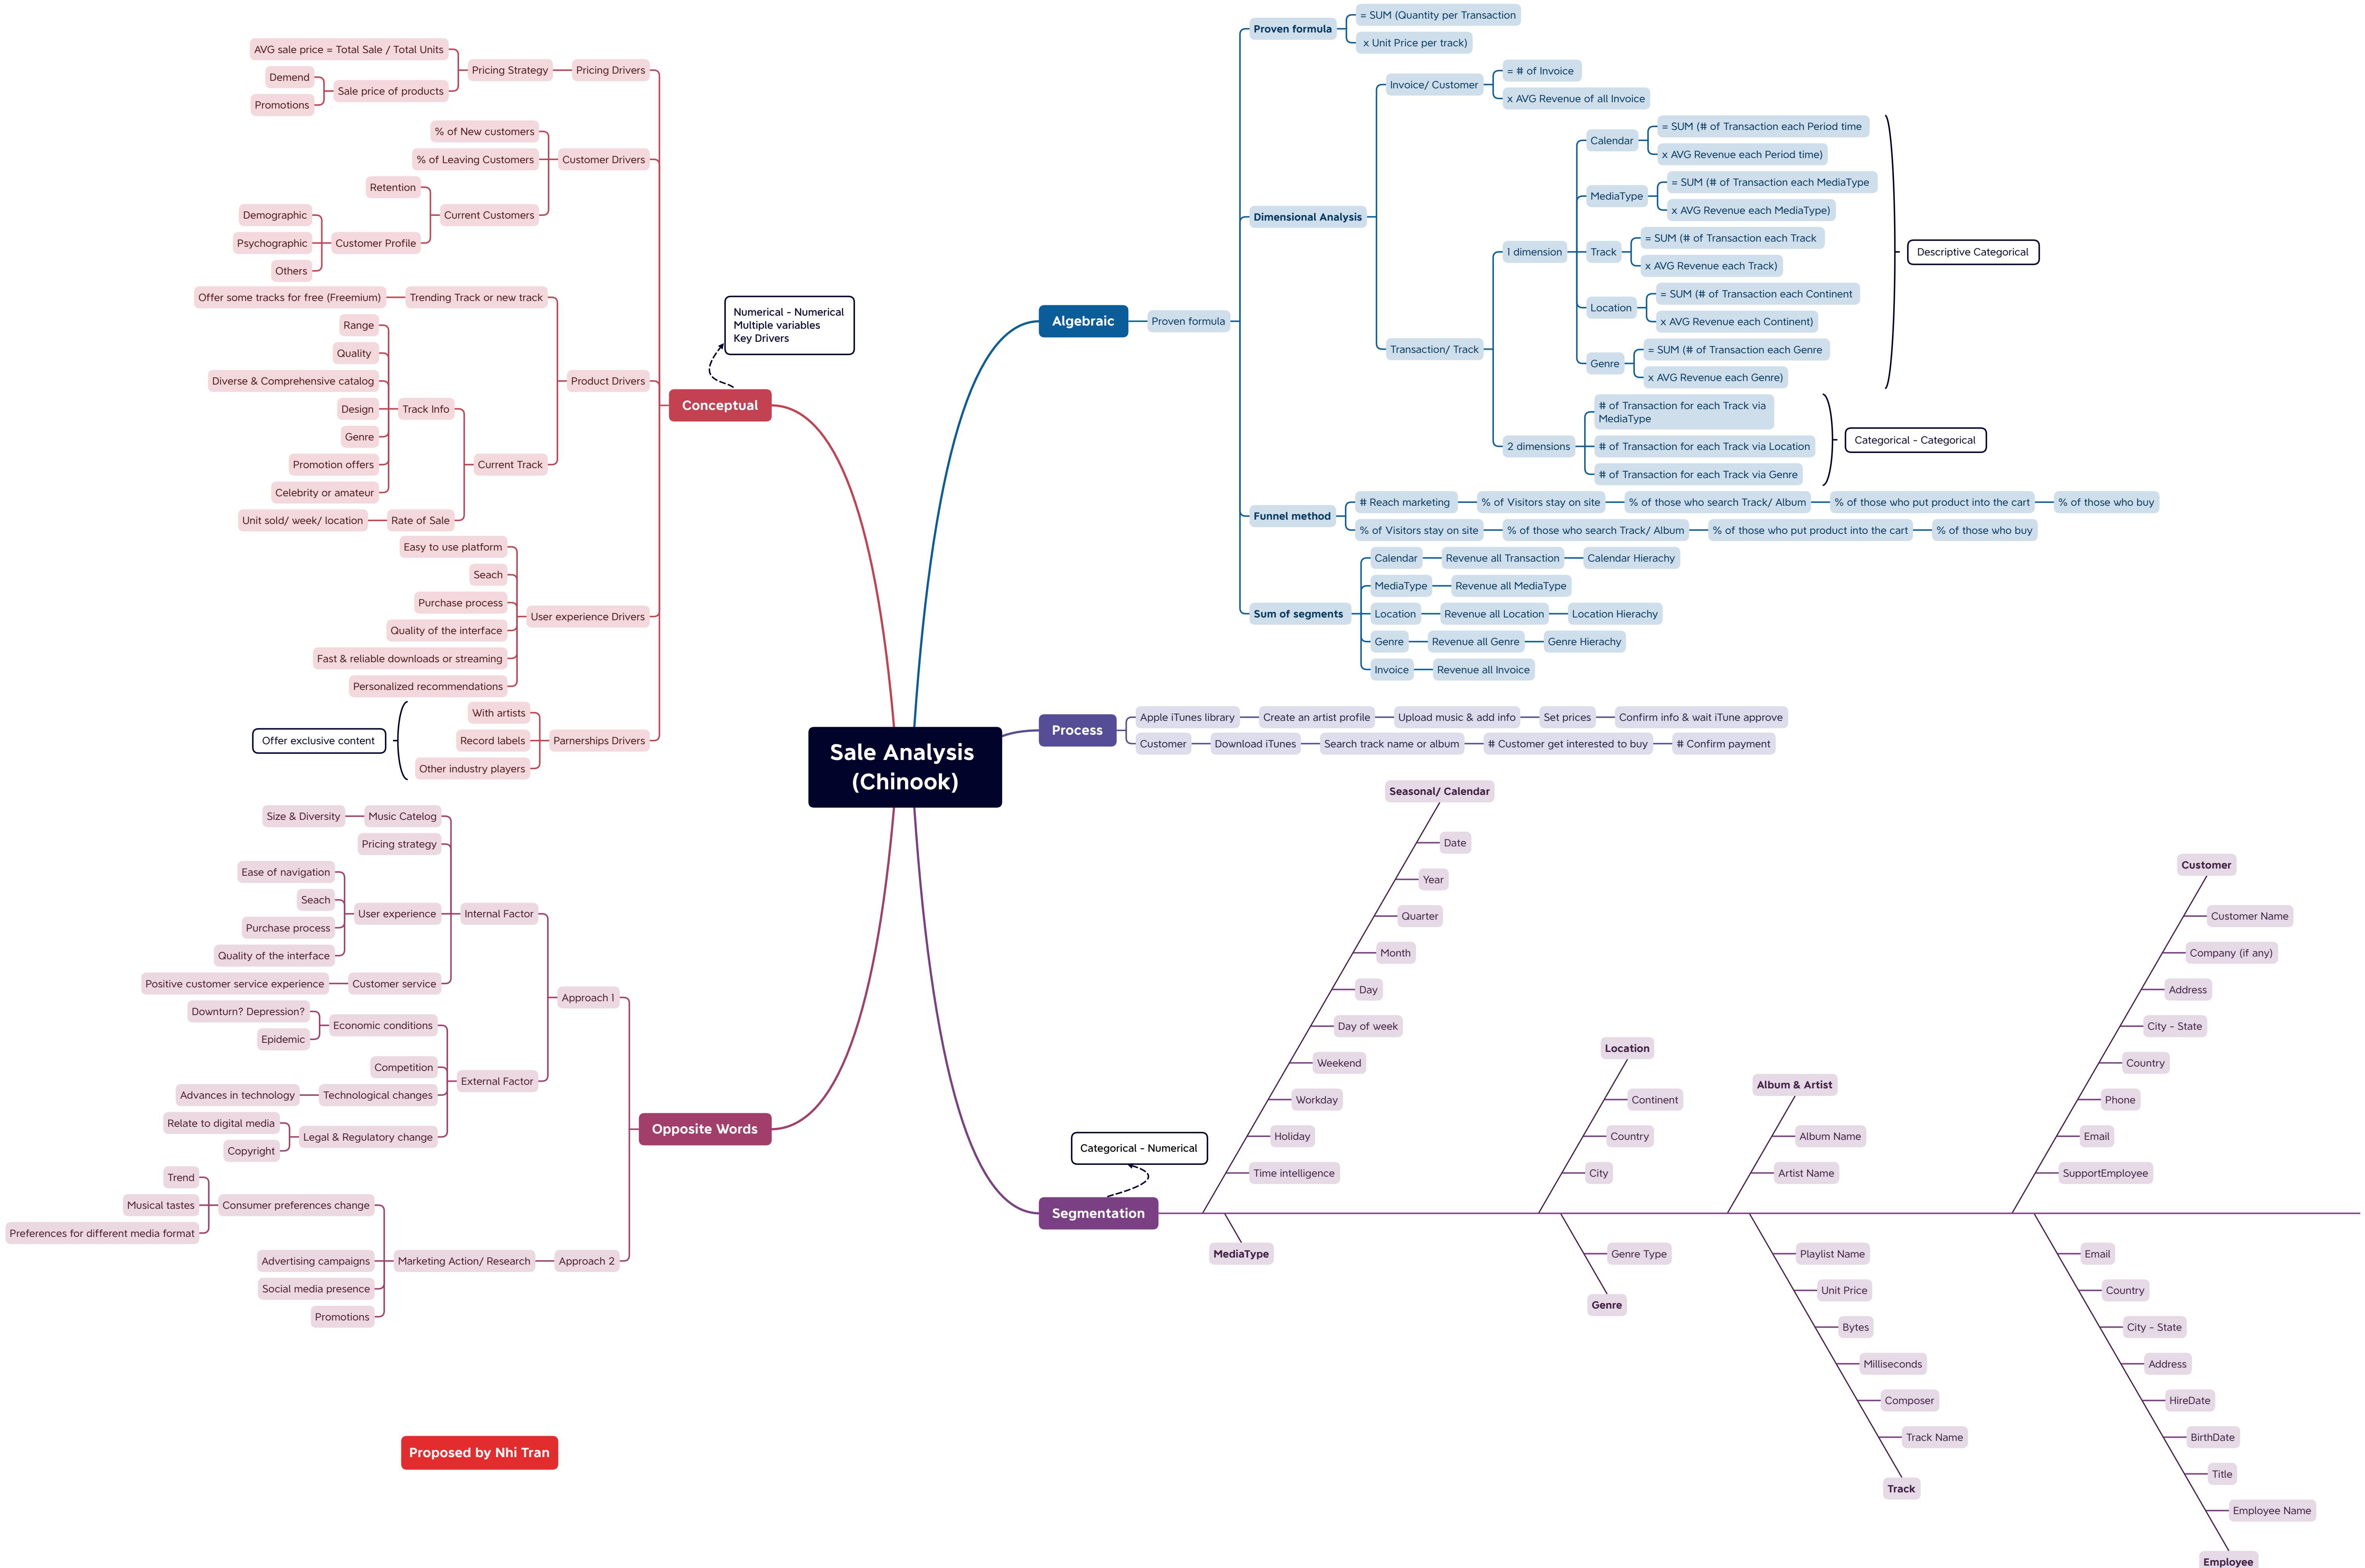 Sale Analysis
(Chinook)
Algebraic
Proven formula
Proven formula
= SUM (Quantity per Transaction
x Unit Price per track)
Dimensional Analysis
Invoice/ Customer
= # of Invoice
x AVG Revenue of all Invoice
Transaction/ Track
1 dimension
Calendar
= SUM (# of Transaction each Period time
x AVG Revenue each Period time)
MediaType
= SUM (# of Transaction each MediaType
x AVG Revenue each MediaType)
Track
= SUM (# of Transaction each Track
x AVG Revenue each Track)
Location
= SUM (# of Transaction each Continent
x AVG Revenue each Continent)
Genre
= SUM (# of Transaction each Genre
x AVG Revenue each Genre)
Descriptive Categorical
2 dimensions
# of Transaction for each Track via
MediaType
# of Transaction for each Track via Location
# of Transaction for each Track via Genre
Categorical - Categorical
Funnel method
# Reach marketing
% of Visitors stay on site
% of those who search Track/ Album
% of those who put product into the cart
% of those who buy
% of Visitors stay on site
% of those who search Track/ Album
% of those who put product into the cart
% of those who buy
Sum of segments
Calendar
Revenue all Transaction
Calendar Hierachy
MediaType
Revenue all MediaType
Location
Revenue all Location
Location Hierachy
Genre
Revenue all Genre
Genre Hierachy
Invoice
Revenue all Invoice
Process
Apple iTunes library
Create an artist profile
Upload music & add info
Set prices
Confirm info & wait iTune approve
Customer
Download iTunes
Search track name or album
# Customer get interested to buy
# Confirm payment
Segmentation
Categorical - Numerical
Seasonal/ Calendar
Date
Year
Quarter
Month
Day
Day of week
Weekend
Workday
Holiday
Time intelligence
MediaType
Location
Continent
Country
City
Genre Type
Genre
Album & Artist
Album Name
Artist Name
Playlist Name
Unit Price
Bytes
Milliseconds
Composer
Track Name
Track
Customer
Customer Name
Company (if any)
Address
City - State
Country
Phone
Email
SupportEmployee
Email
Country
City - State
Address
HireDate
BirthDate
Title
Employee Name
Employee
Conceptual
Numerical - Numerical
Multiple variables
Key Drivers
Pricing Drivers
Pricing Strategy
AVG sale price = Total Sale / Total Units
Sale price of products
Demend
Promotions
Customer Drivers
% of New customers
% of Leaving Customers
Current Customers
Retention
Customer Profile
Demographic
Psychographic
Others
Product Drivers
Trending Track or new track
Offer some tracks for free (Freemium)
Current Track
Track Info
Range
Quality
Diverse & Comprehensive catalog
Design
Genre
Promotion offers
Celebrity or amateur
Rate of Sale
Unit sold/ week/ location
User experience Drivers
Easy to use platform
Seach
Purchase process
Quality of the interface
Fast & reliable downloads or streaming
Personalized recommendations
Parnerships Drivers
With artists
Record labels
Other industry players
Offer exclusive content
Opposite Words
Approach 1
Internal Factor
Music Catelog
Size & Diversity
Pricing strategy
User experience
Ease of navigation
Seach
Purchase process
Quality of the interface
Customer service
Positive customer service experience
External Factor
Economic conditions
Downturn? Depression?
Epidemic
Competition
Technological changes
Advances in technology
Legal & Regulatory change
Relate to digital media
Copyright
Approach 2
Marketing Action/ Research
Consumer preferences change
Trend
Musical tastes
Preferences for different media format
Advertising campaigns
Social media presence
Promotions
Proposed by Nhi Tran